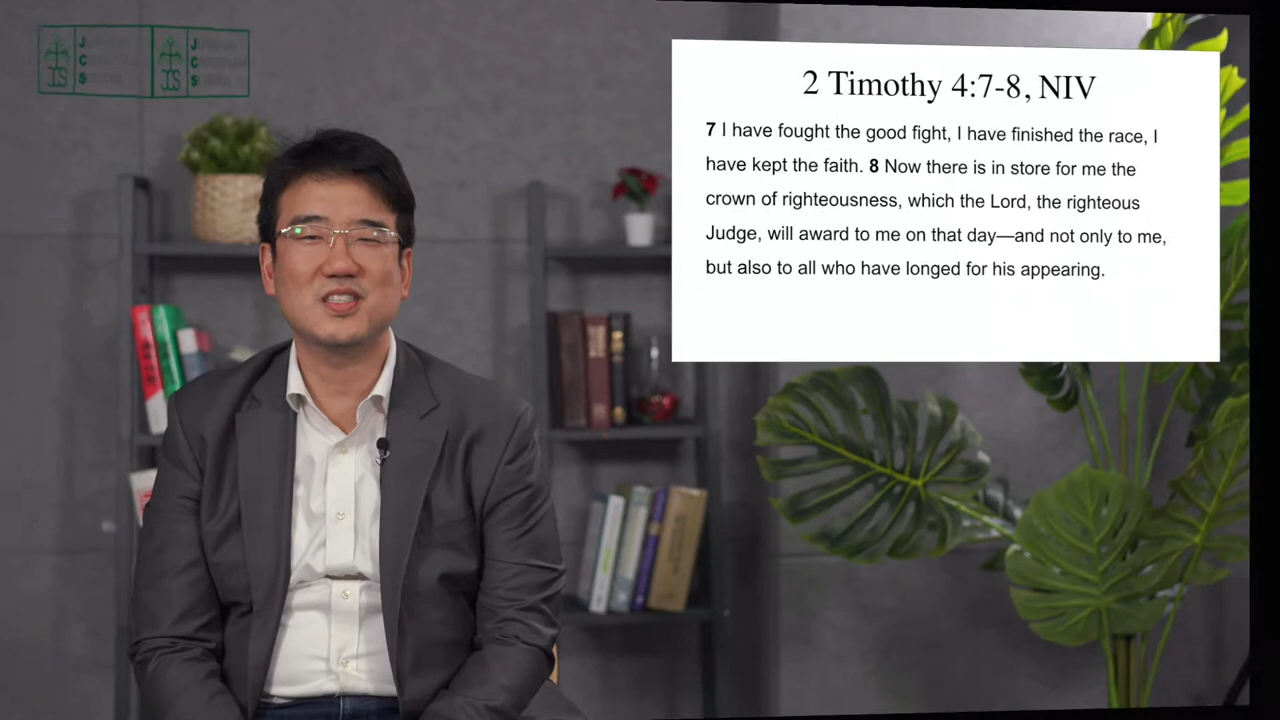 J
C
S
JCS
J
C
S
JCS
2 Timothy 4:7-8, NIV
7 I have fought the good fight, I have finished the race, I
have kept the faith. 8 Now there is in store for me the
crown of righteousness, which the Lord, the righteous
Judge, will award to me on that day—and not only to me,
but also to all who have longed for his appearing.